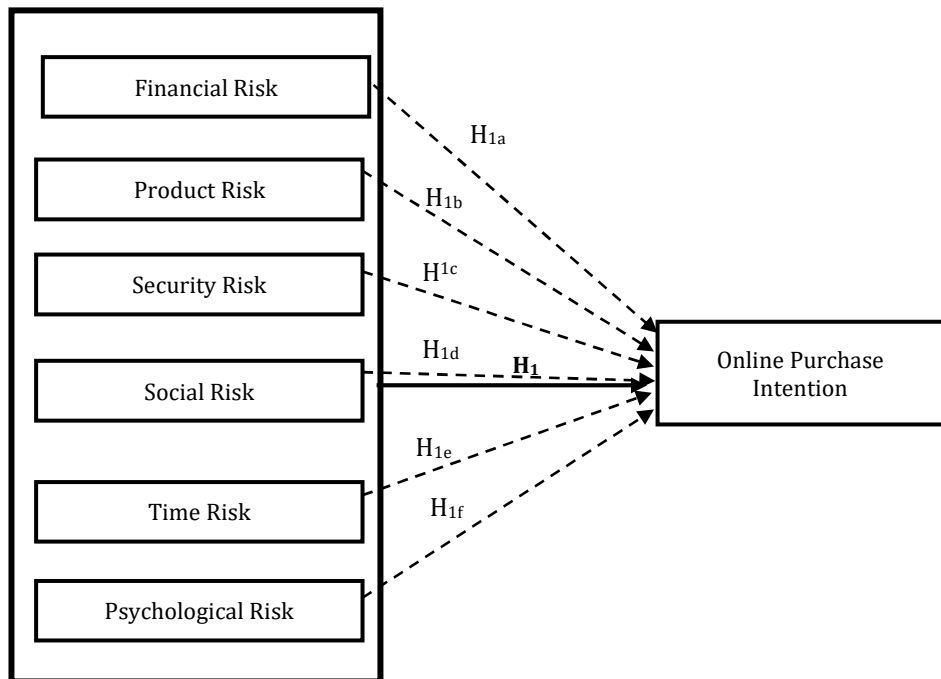 Financial Risk
H1a
Product Risk
H1b
Security Risk
H1c
H1d
H1
Social Risk
Online Purchase
Intention
H1e
Time Risk
H1f
Psychological Risk